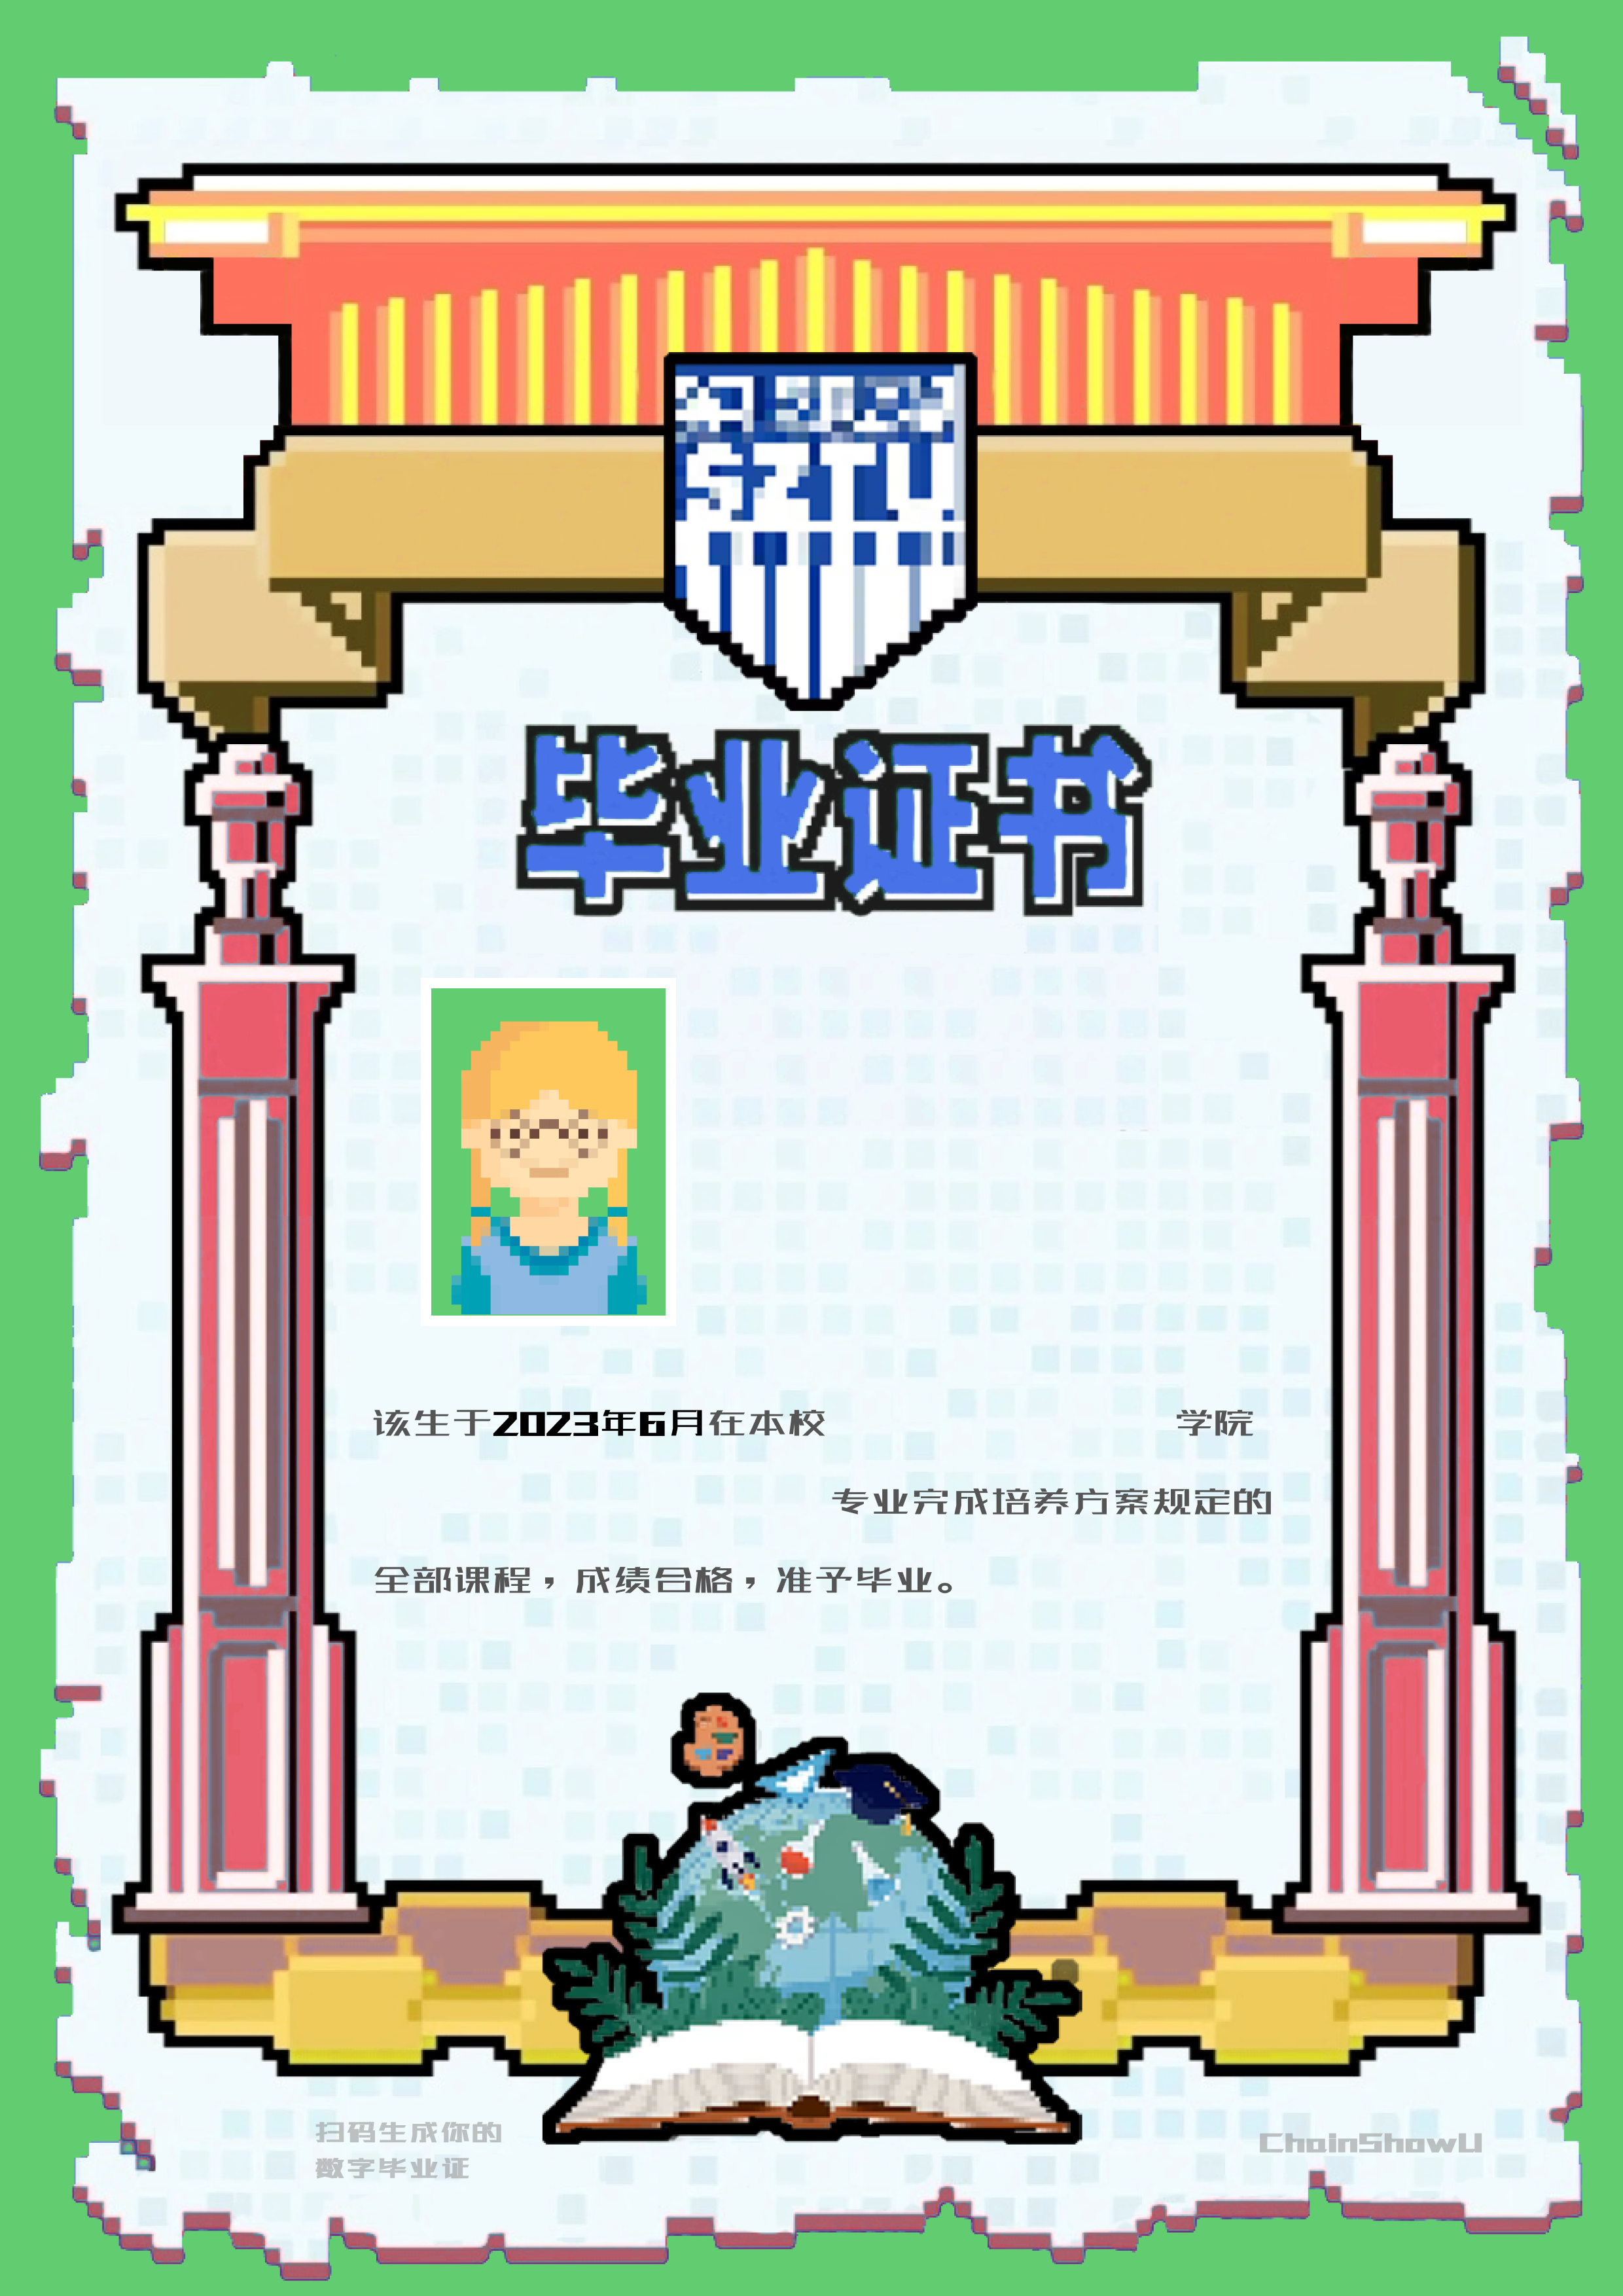 SZTU
毕业证书
该生于2023年6月在本校 学院
专业完成培养方案规定的
全部课程，成绩合格，准予毕业。
扫码生成你的
数字毕业证
ChainShowU